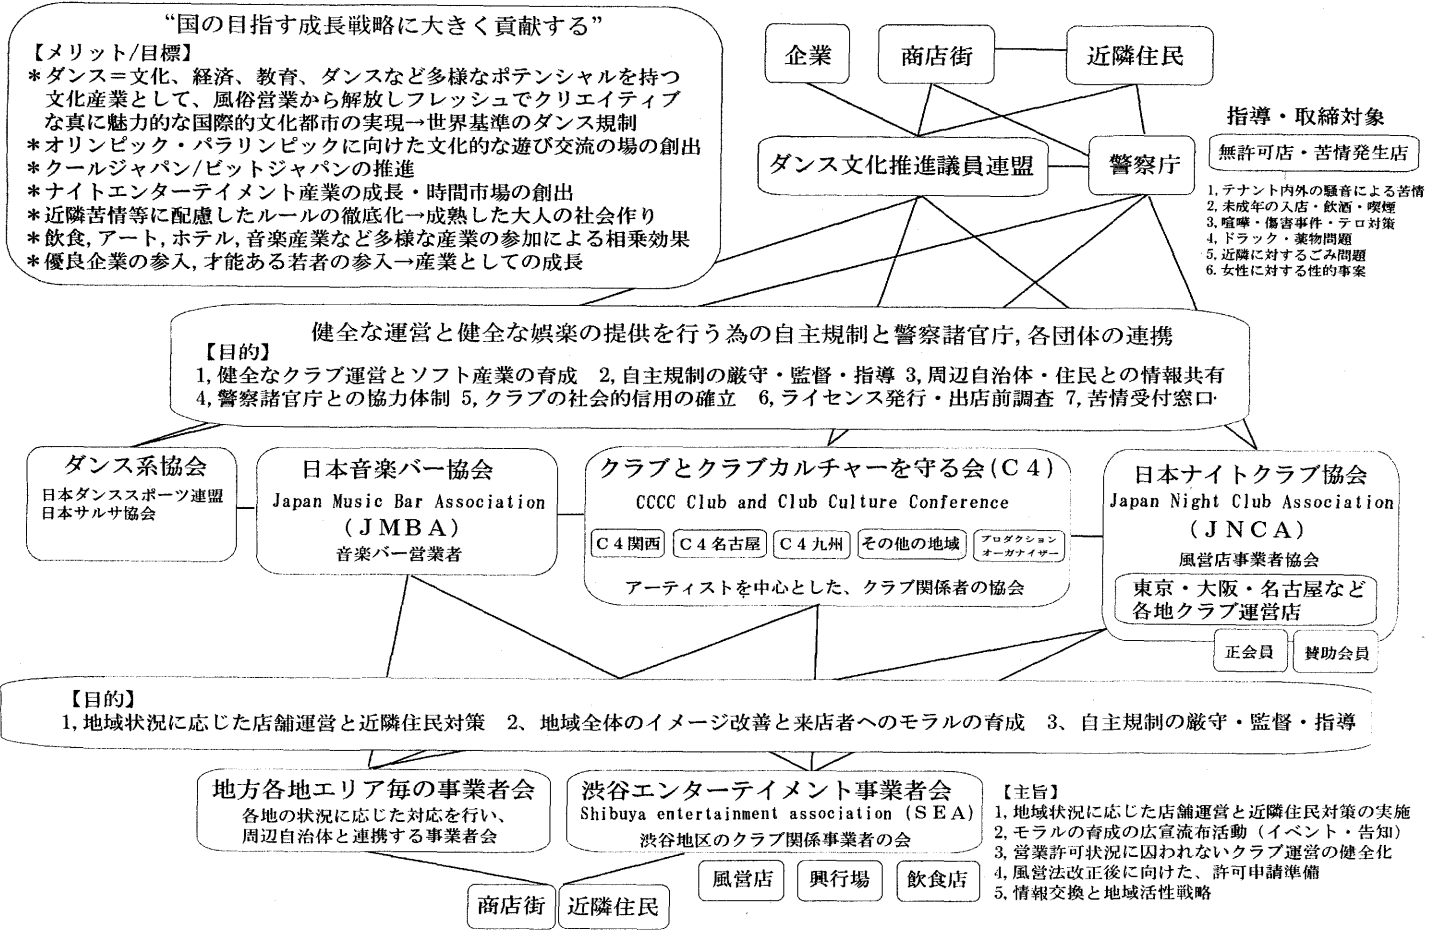 “国の目指す成長戦略に大きく貢献する”
【メリット/目標】
＊ダンス＝文化、経済、教育、ダンスなど多様なポテンシャルを持つ
文化産業として、風俗営業から解放しフレッシュでクリエイティブ
な真に魅力的な国際的文化都市の実現→世界基準のダンス規制
＊オリンピック・パラリンピックに向けた文化的な遊び交流の場の創出
＊クールジャパン/ビットジャパンの推進
＊ナイトエンターテイメント産業の成長・時間市場の創出
＊近隣苦情等に配慮したルールの徹底化→成熟した大人の社会作り
＊飲食,アート,ホテル,音楽産業など多様な産業の参加による相乗効果
＊優良企業の参入,才能ある若者の参入→産業としての成長
企業
商店街
近隣住民
ダンス文化推進議員連盟
警察庁
指導・取締対象
無許可店・苦情発生店
1,テナント内外の騒音による苦情
2.未成年の入店・飲酒・喫煙
3,喧嘩・傷害事件・テロ対策
4,ドラック・薬物問題
5,近隣に対するごみ問題
6.女性に対する性的事案
健全な運営と健全な娯楽の提供を行う為の自主規制と警察諸官庁,各団体の連携
【目的】
1,健全なクラブ運営とソフト産業の育成　2,自主規制の厳守・監督・指導 3,周辺自治体・住民との情報共有
4,警察諸官庁との協力体制 5,クラブの社会的信用の確立　6,ライセンス発行・出店前調査 7,苦情受付窓口
ダンス系協会
日本ダンススポーツ連盟
日本サルサ協会
日本音楽バー協会
Japan Music Bar Association
(ＪＭＢＡ)
音楽バー営業者
クラブとクラブカルチャーを守る会(Ｃ４)
CCCC Club and Club Culture Conference
Ｃ４関西
Ｃ４名古屋
Ｃ４九州
その他の地域
プロダクション
オーガナイザー
アーティストを中心とした、クラブ関係者の協会
日本ナイトクラブ協会
Japan Night Club Association
(ＪＮＣＡ)
風営店事業者協会
東京・大阪・名古屋など
各地クラブ運営店
正会員
賛助会員
【目的】
1,地域状況に応じた店舗運営と近隣住民対策　2、地域全体のイメージ改善と来店者へのモラルの育成　3、自主規制の厳守・監督・指導
地方各地エリア毎の事業者会
各地の状況に応じた対応を行い、
周辺自治体と連携する事業者会
渋谷エンターテイメント事業者会
Shibuya entertainment association (ＳＥＡ)
渋谷地区のクラブ関係事業者の会
風営店
興行場
飲食店
商店街
近隣住民
【主旨】
1,地域状況に応じた店舗運営と近隣住民対策の実施
2,モラルの育成の広宣流布活動（イベント・告知）
3,営業許可状況に囚われないクラブ運営の健全化
4,風営法改正後に向けた、許可申請準備
5,情報交換と地域活性戦略